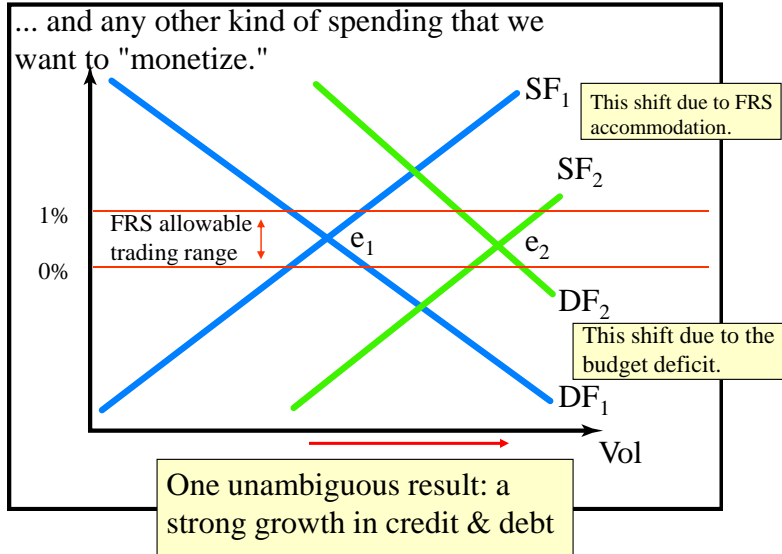 ... and any other kind of spending that we
want to "monetize."
SF₁
This shift due to FRS
accommodation.
SF₂
1%
FRS allowable
trading range
e₁
e₂
0%
DF₂
This shift due to the
budget deficit.
DF₁
Vol
One unambiguous result: a
strong growth in credit & debt